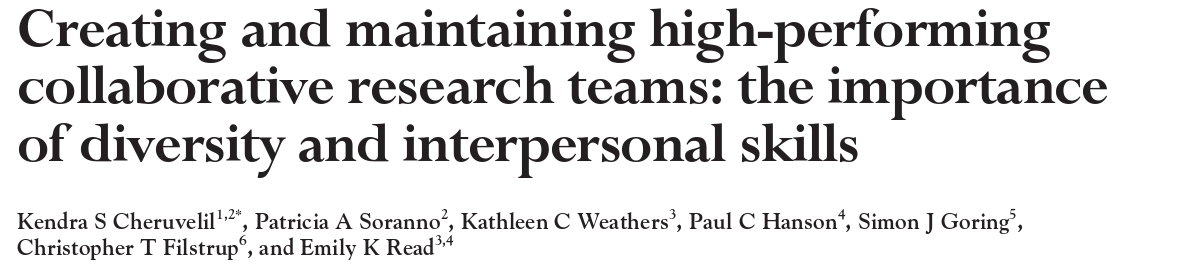 Creating and maintaining high-performing
collaborative research teams: the importance
of diversity and interpersonal skills
Kendra S Cheruvelil1,2*, Patricia A Soranno2, Kathleen C Weathers3, Paul C Hanson4, Simon J Goring5,
Christopher T Filstrup6, and Emily K Read3,4